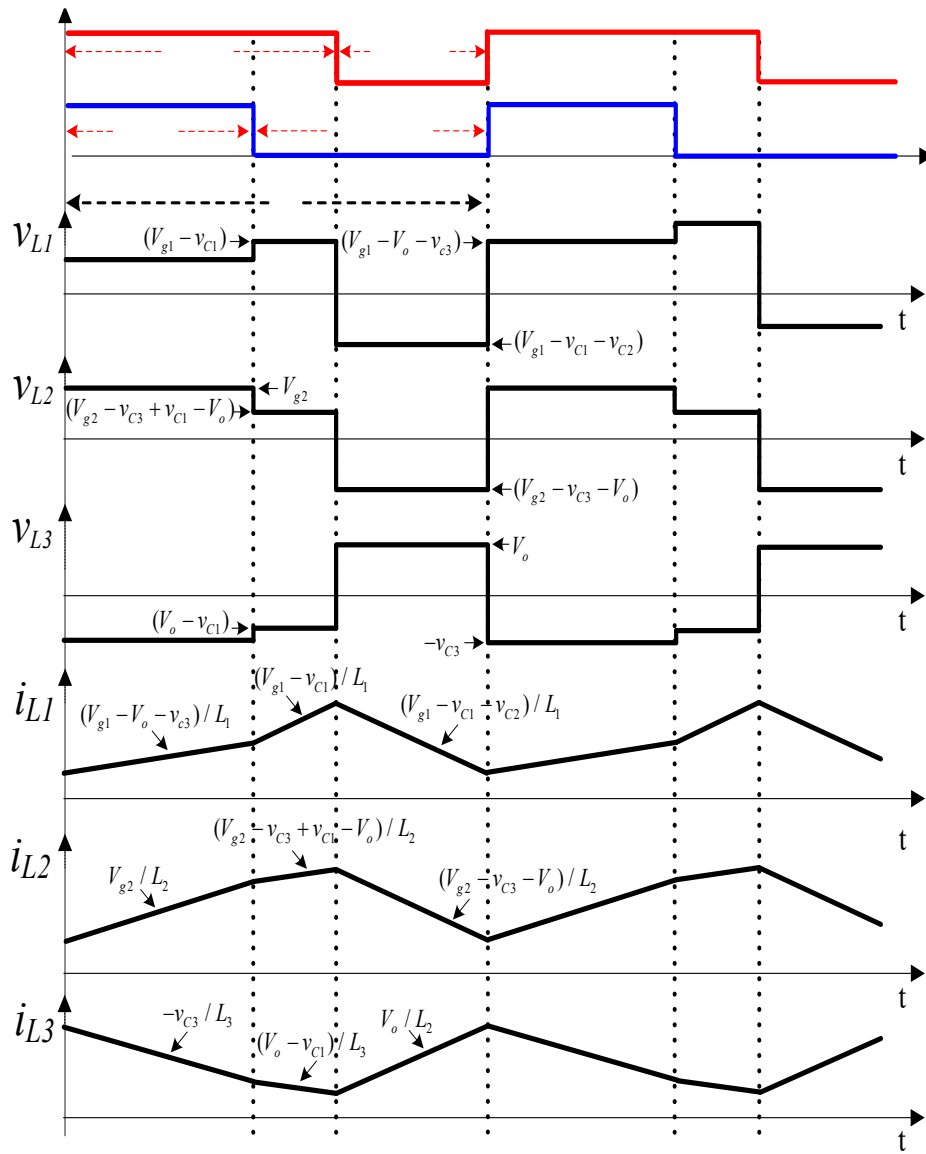 v_{L1}
(V_{g1} − v_{C1})
(V_{g1} − V_o − v_{c3})
t
(V_{g1} − v_{C1} − v_{C2})
v_{L2}
V_{g2}
(V_{g2} − v_{C3} + v_{C1} − V_o)
t
(V_{g2} − v_{C3} − V_o)
v_{L3}
V_o
(V_o − v_{C1})
−v_{C3}
t
i_{L1}
(V_{g1} − v_{C1}) / L_1
(V_{g1} − V_o − v_{c3}) / L_1
(V_{g1} − v_{C1} − v_{C2}) / L_1
t
i_{L2}
(V_{g2} − v_{C3} + v_{C1} − V_o) / L_2
V_{g2} / L_2
(V_{g2} − v_{C3} − V_o) / L_2
t
i_{L3}
−v_{C3} / L_3
(V_o − v_{C1}) / L_3
V_o / L_2
t